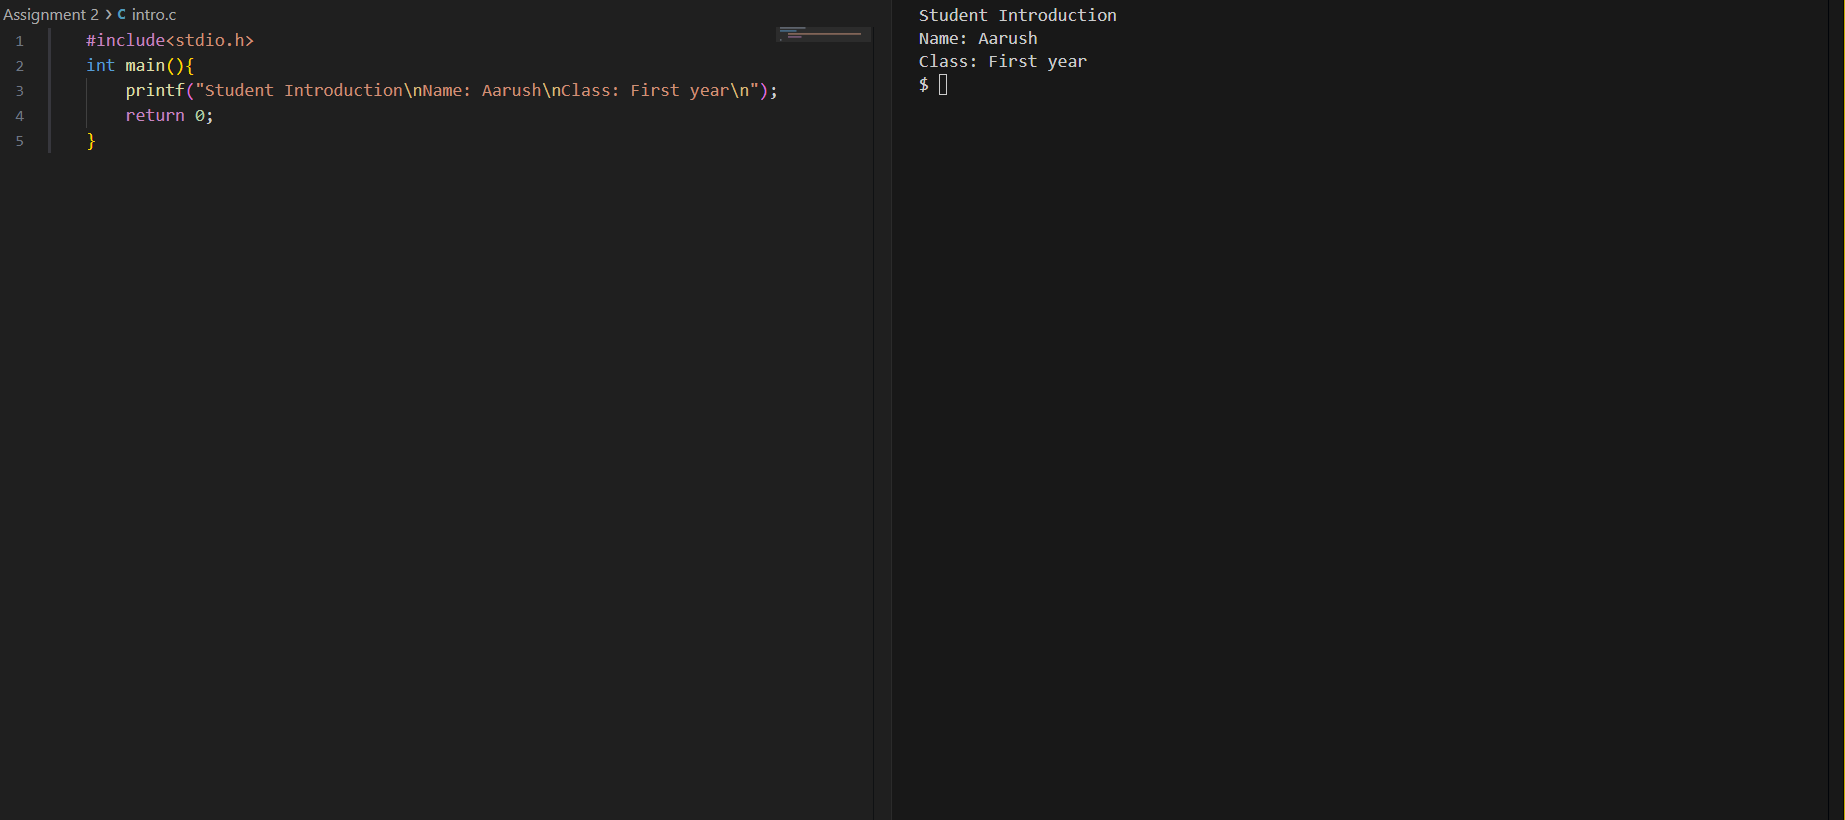 Assignment 2 > C intro.c
1 #include<stdio.h>
2 int main(){
3 printf("Student Introduction\nName: Aarush\nClass: First year\n");
4 return 0;
5 }
Student Introduction
Name: Aarush
Class: First year
$